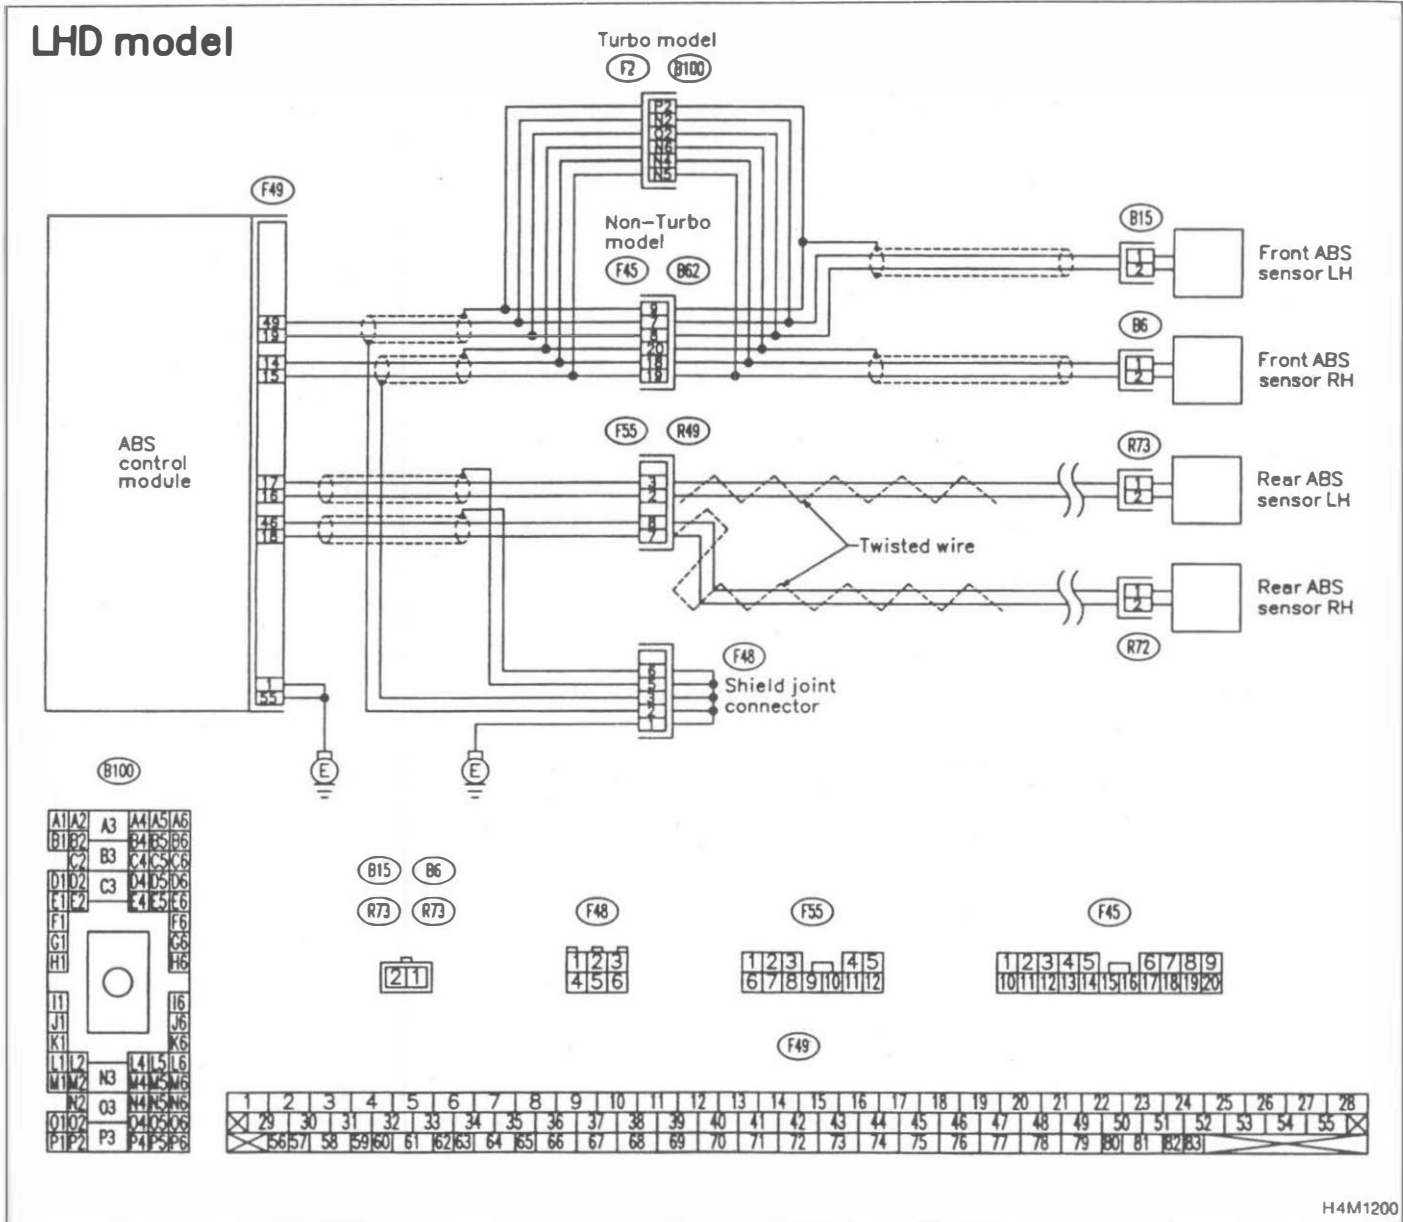 LHD model
Turbo model
F2 B100
P2
N2
O2
N6
N4
N5
F49
Non-Turbo
model
F45 B62
9
7
8
20
18
19
49
19
14
15
17
16
46
18
1
55
ABS
control
module
B15
1
2
Front ABS
sensor LH
B6
1
2
Front ABS
sensor RH
F55 R49
3
2
8
7
R73
1
2
Rear ABS
sensor LH
Twisted wire
1
2
Rear ABS
sensor RH
R72
F48
6
5
3
2
1
Shield joint
connector
E E
B100
A1 A2 A3 A4 A5 A6
B1 B2 B3 B4 B5 B6
C2 C3 C4 C5 C6
D1 D2 D4 D5 D6
E1 E2 E4 E5 E6
F1 F6
G1 G6
H1 H6
I1 I6
J1 J6
K1 K6
L1 L2 L4 L5 L6
M1 M2 N3 M4 M5 M6
N2 O3 N4 N5 N6
O1 O2 O4 O5 O6
P1 P2 P3 P4 P5 P6
B15 B6
R73 R73
2 1
F48
1 2 3
4 5 6
F55
1 2 3 4 5
6 7 8 9 10 11 12
F45
1 2 3 4 5 6 7 8 9
10 11 12 13 14 15 16 17 18 19 20
F49
1 2 3 4 5 6 7 8 9 10 11 12 13 14 15 16 17 18 19 20 21 22 23 24 25 26 27 28
29 30 31 32 33 34 35 36 37 38 39 40 41 42 43 44 45 46 47 48 49 50 51 52 53 54 55
56 57 58 59 60 61 62 63 64 65 66 67 68 69 70 71 72 73 74 75 76 77 78 79 80 81 82 83
H4M1200